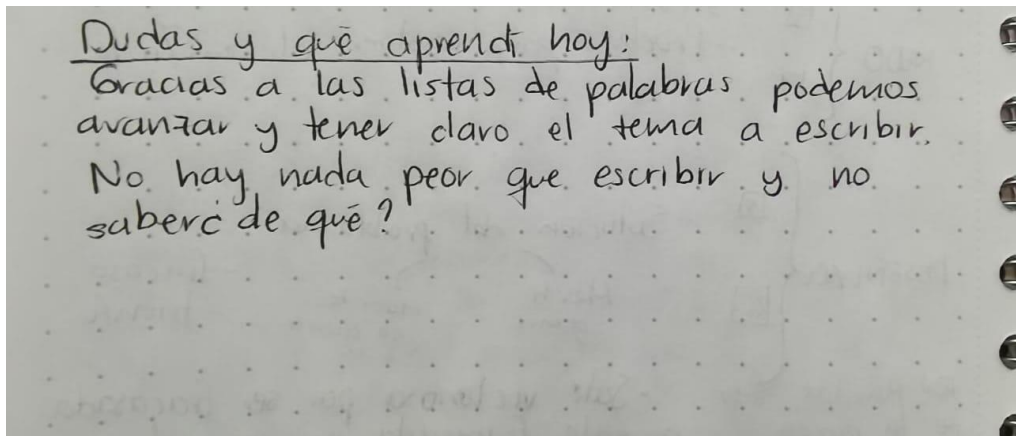 Dudas y qué aprendí hoy:
Gracias a las listas de palabras podemos
avanzar y tener claro el tema a escribir.
No hay nada peor que escribir y no
saber ¿de qué?